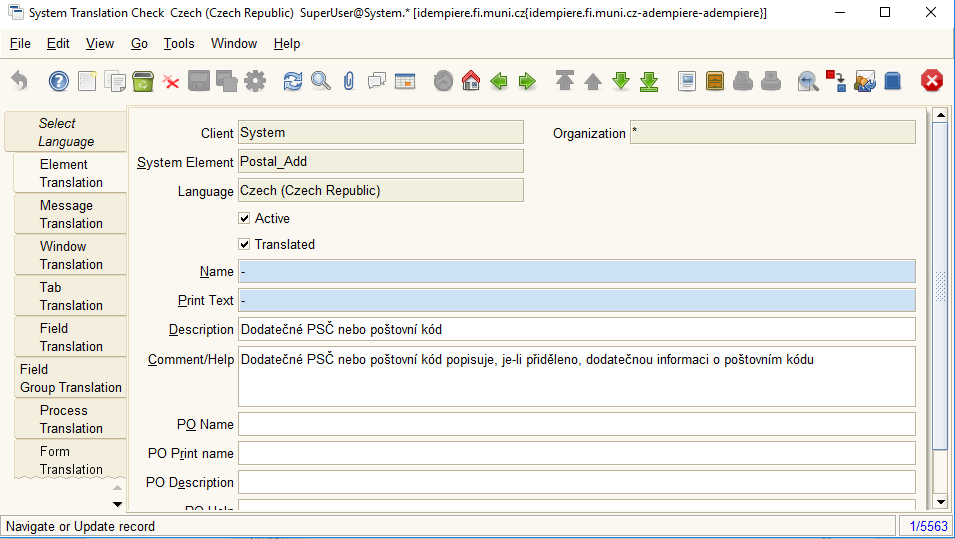 System Translation Check  Czech (Czech Republic)  SuperUser@System.* [idempiere.fi.muni.cz{idempiere.fi.muni.cz-adempiere-adempiere}]
File Edit View Go Tools Window Help
Select
Language
Element
Translation
Message
Translation
Window
Translation
Tab
Translation
Field
Translation
Field
Group Translation
Process
Translation
Form
Translation
Client System Organization *
System Element Postal_Add
Language Czech (Czech Republic)
Active
Translated
Name -
Print Text -
Description Dodatečné PSČ nebo poštovní kód
Comment/Help Dodatečné PSČ nebo poštovní kód popisuje, je-li přiděleno, dodatečnou informaci o poštovním kódu
PO Name
PO Print name
PO Description
PO Help
Navigate or Update record 1/5563